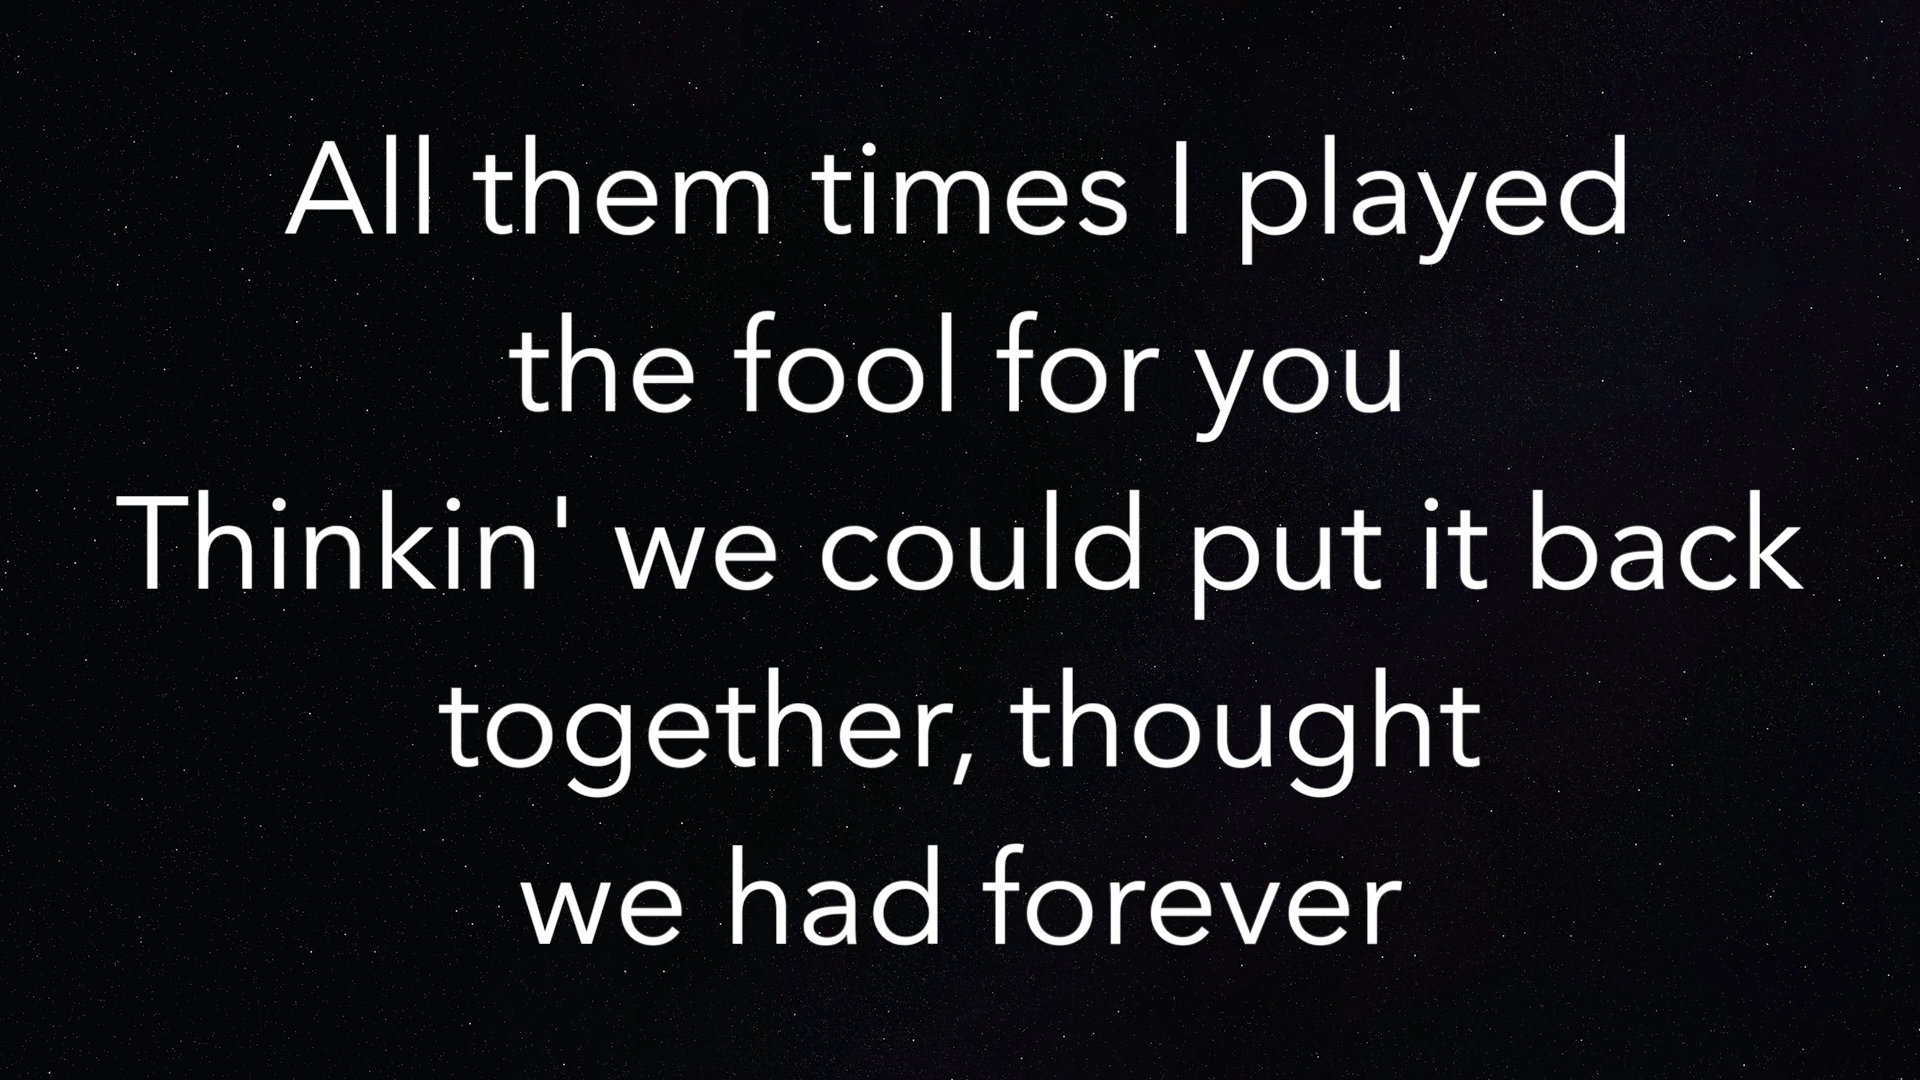 All them times I played
the fool for you
Thinkin' we could put it back
together, thought
we had forever